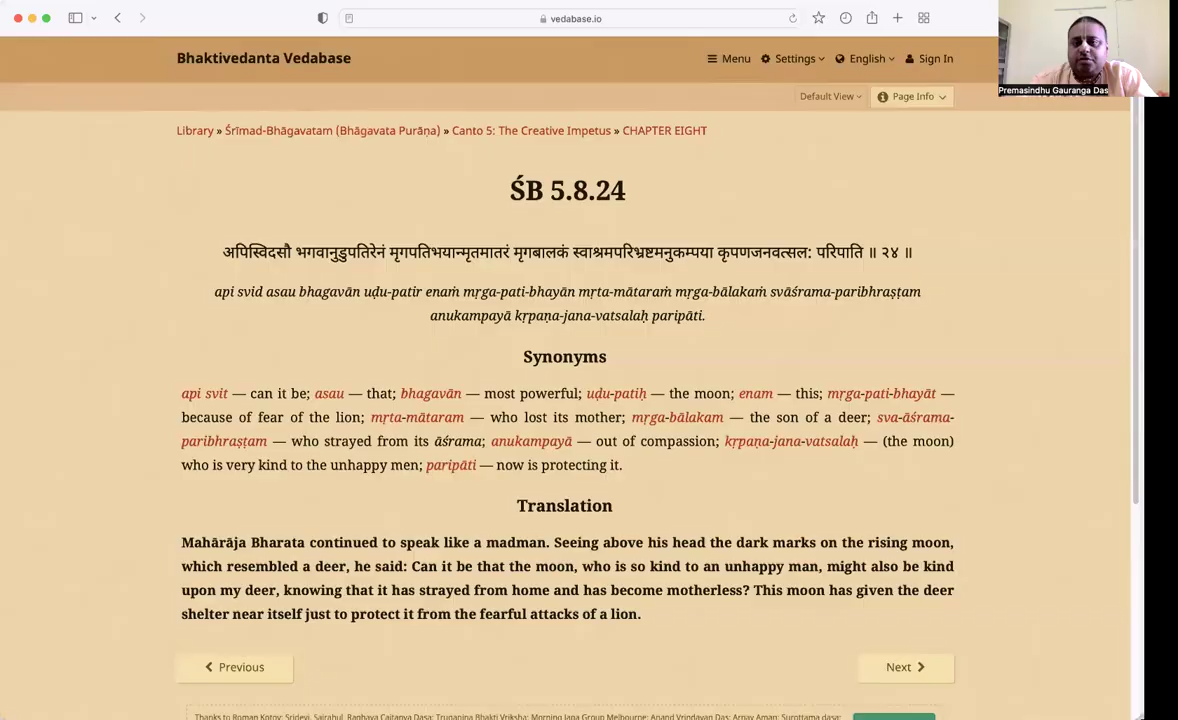 vedabase.io
Bhaktivedanta Vedabase
Menu Settings English Sign In
Premasindhu Gauranga Das
Default View Page Info
Library » Śrīmad-Bhāgavatam (Bhāgavata Purāṇa) » Canto 5: The Creative Impetus » CHAPTER EIGHT
ŚB 5.8.24
अपिस्विदसौ भगवानुडुपतिरेनं मृगपतिभयान्मृतमातरं मृगबालकं स्वाश्रमपरिभ्रष्टमनुकम्पया कृपणजनवत्सल: परिपाति ॥ २४ ॥
api svid asau bhagavān uḍu-patir enaṁ mṛga-pati-bhayān mṛta-mātaraṁ mṛga-bālakaṁ svāśrama-paribhraṣṭam
anukampayā kṛpaṇa-jana-vatsalaḥ paripāti.
Synonyms
api svit — can it be; asau — that; bhagavān — most powerful; uḍu-patiḥ — the moon; enam — this; mṛga-pati-bhayāt —
because of fear of the lion; mṛta-mātaram — who lost its mother; mṛga-bālakam — the son of a deer; sva-āśrama-
paribhraṣṭam — who strayed from its āśrama; anukampayā — out of compassion; kṛpaṇa-jana-vatsalaḥ — (the moon)
who is very kind to the unhappy men; paripāti — now is protecting it.
Translation
Mahārāja Bharata continued to speak like a madman. Seeing above his head the dark marks on the rising moon,
which resembled a deer, he said: Can it be that the moon, who is so kind to an unhappy man, might also be kind
upon my deer, knowing that it has strayed from home and has become motherless? This moon has given the deer
shelter near itself just to protect it from the fearful attacks of a lion.
Previous Next
Thanks to Roman Kotov; Sridevi, Sairahul, Raghava Caitanya Dasa;